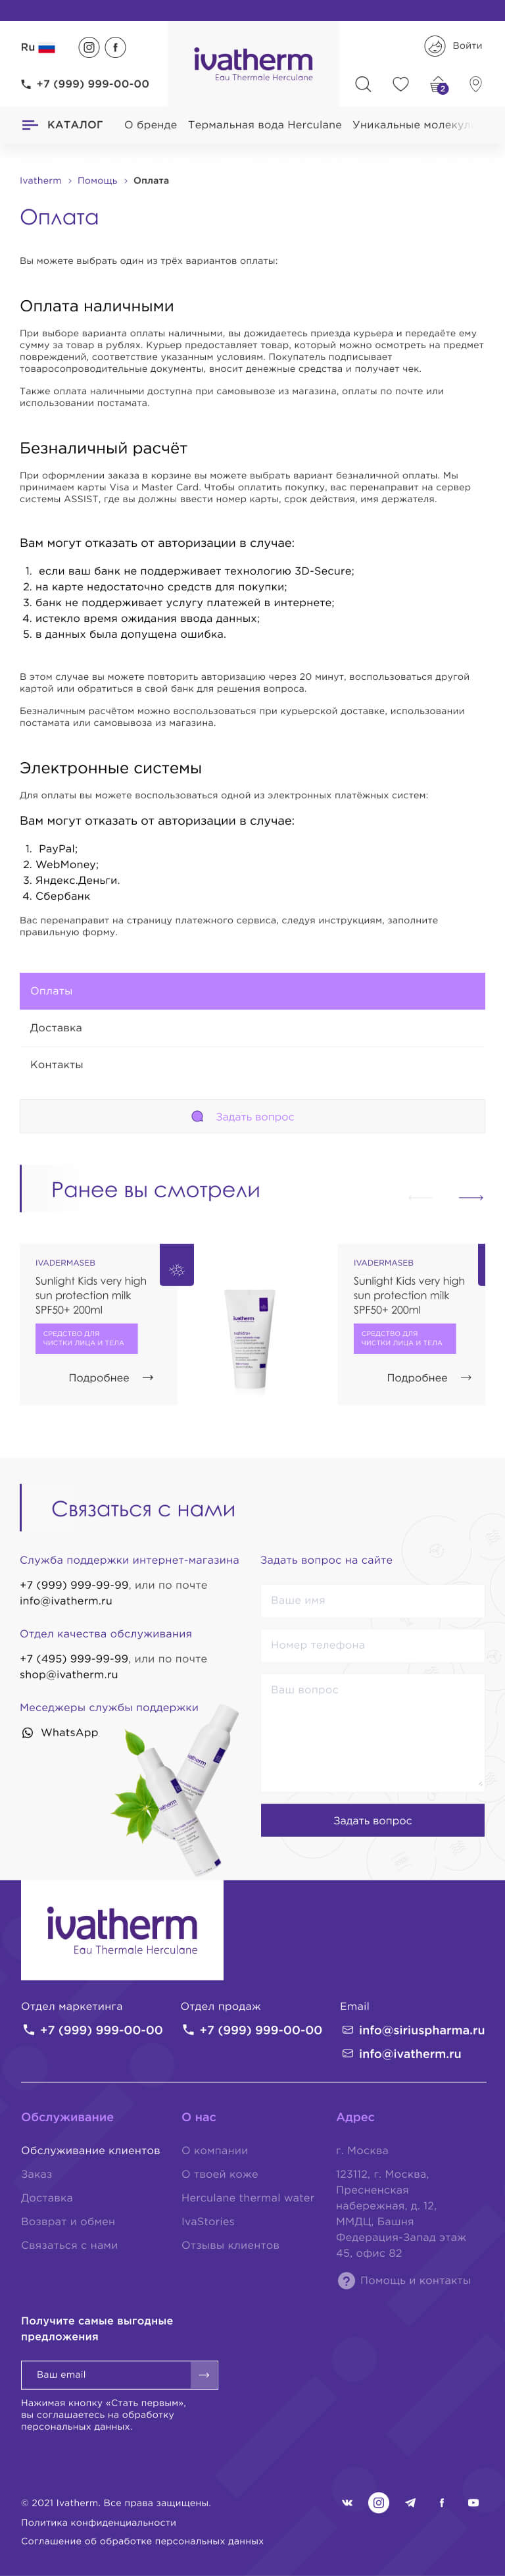 Ru
ivatherm
Eau Thermale Herculane
Войти
+7 (999) 999-00-00
2
КАТАЛОГ О бренде Термальная вода Herculane Уникальные молекул
Ivatherm > Помощь > Оплата
Оплата
Вы можете выбрать один из трёх вариантов оплаты:
Оплата наличными
При выборе варианта оплаты наличными, вы дожидаетесь приезда курьера и передаёте ему
сумму за товар в рублях. Курьер предоставляет товар, который можно осмотреть на предмет
повреждений, соответствие указанным условиям. Покупатель подписывает
товаросопроводительные документы, вносит денежные средства и получает чек.
Также оплата наличными доступна при самовывозе из магазина, оплаты по почте или
использовании постамата.
Безналичный расчёт
При оформлении заказа в корзине вы можете выбрать вариант безналичной оплаты. Мы
принимаем карты Visa и Master Card. Чтобы оплатить покупку, вас перенаправит на сервер
системы ASSIST, где вы должны ввести номер карты, срок действия, имя держателя.
Вам могут отказать от авторизации в случае:
1. если ваш банк не поддерживает технологию 3D-Secure;
2. на карте недостаточно средств для покупки;
3. банк не поддерживает услугу платежей в интернете;
4. истекло время ожидания ввода данных;
5. в данных была допущена ошибка.
В этом случае вы можете повторить авторизацию через 20 минут, воспользоваться другой
картой или обратиться в свой банк для решения вопроса.
Безналичным расчётом можно воспользоваться при курьерской доставке, использовании
постамата или самовывоза из магазина.
Электронные системы
Для оплаты вы можете воспользоваться одной из электронных платёжных систем:
Вам могут отказать от авторизации в случае:
1. PayPal;
2. WebMoney;
3. Яндекс.Деньги.
4. Сбербанк
Вас перенаправит на страницу платежного сервиса, следуя инструкциям, заполните
правильную форму.
Оплаты
Доставка
Контакты
Задать вопрос
Ранее вы смотрели
IVADERMASEB
Sunlight Kids very high
sun protection milk
SPF50+ 200ml
СРЕДСТВО ДЛЯ
ЧИСТКИ ЛИЦА И ТЕЛА
Подробнее
ivatherm
IVADERMASEB
Sunlight Kids very high
sun protection milk
SPF50+ 200ml
СРЕДСТВО ДЛЯ
ЧИСТКИ ЛИЦА И ТЕЛА
Подробнее
Связаться с нами
Служба поддержки интернет-магазина
+7 (999) 999-99-99, или по почте
info@ivatherm.ru
Отдел качества обслуживания
+7 (495) 999-99-99, или по почте
shop@ivatherm.ru
Меседжеры службы поддержки
WhatsApp
ivatherm
ivatherm
Задать вопрос на сайте
Ваше имя
Номер телефона
Ваш вопрос
Задать вопрос
ivatherm
Eau Thermale Herculane
Отдел маркетинга
+7 (999) 999-00-00
Отдел продаж
+7 (999) 999-00-00
Email
info@siriuspharma.ru
info@ivatherm.ru
Обслуживание
Обслуживание клиентов
Заказ
Доставка
Возврат и обмен
Связаться с нами
О нас
О компании
О твоей коже
Herculane thermal water
IvaStories
Отзывы клиентов
Адрес
г. Москва
123112, г. Москва,
Пресненская
набережная, д. 12,
ММДЦ, Башня
Федерация-Запад этаж
45, офис 82
Помощь и контакты
Получите самые выгодные
предложения
Ваш email
Нажимая кнопку «Стать первым»,
вы соглашаетесь на обработку
персональных данных.
© 2021 Ivatherm. Все права защищены.
Политика конфиденциальности
Соглашение об обработке персональных данных